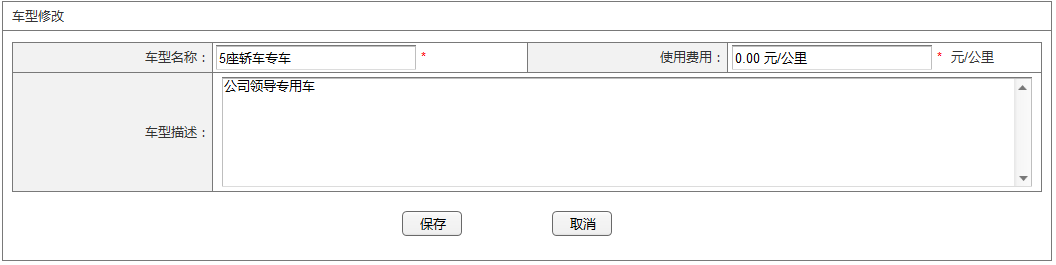 车型修改
车型名称： 5座轿车专车 * 使用费用： 0.00 元/公里 * 元/公里
车型描述： 公司领导专用车
保存 取消